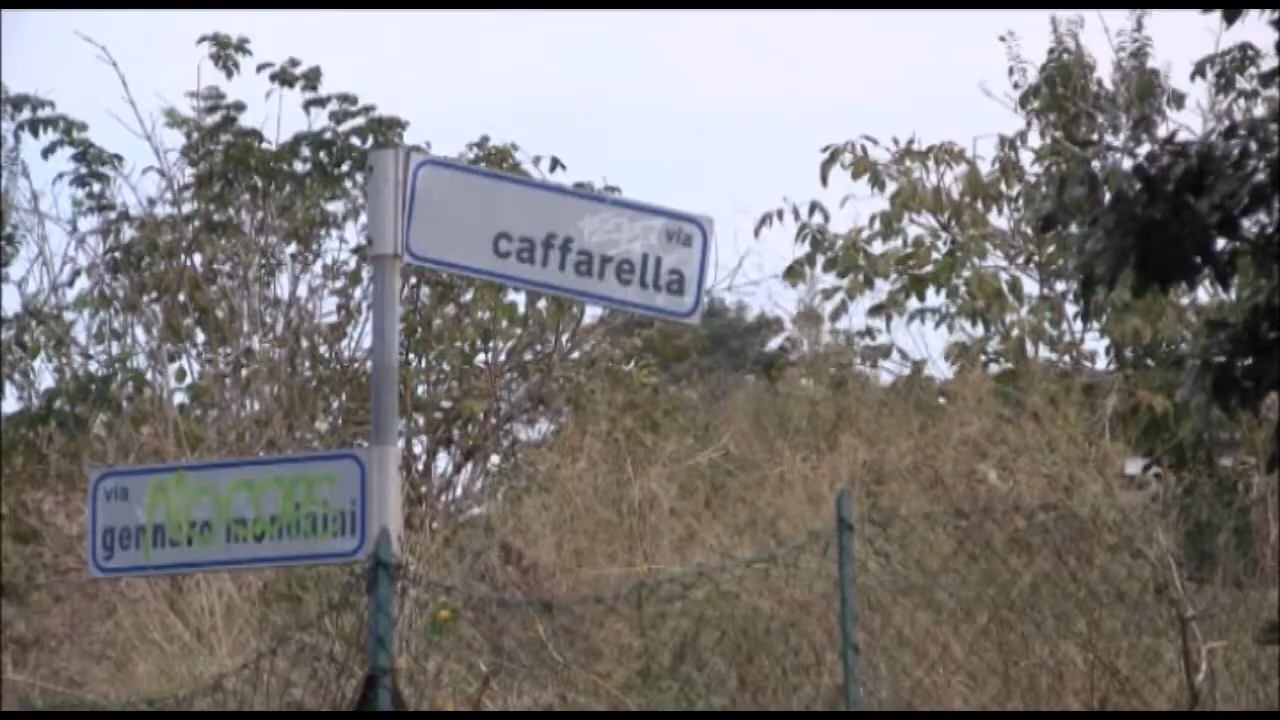 via
caffarella
via
gennaro mondaini